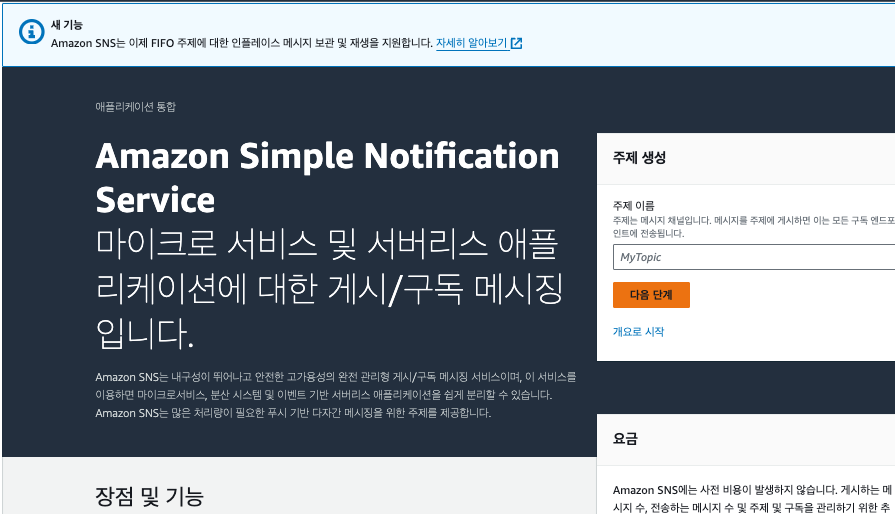 새 기능
Amazon SNS는 이제 FIFO 주제에 대한 인플레이스 메시지 보관 및 재생을 지원합니다. 자세히 알아보기
애플리케이션 통합
Amazon Simple Notification
Service
마이크로 서비스 및 서버리스 애플
리케이션에 대한 게시/구독 메시징
입니다.
Amazon SNS는 내구성이 뛰어나고 안전한 고가용성의 완전 관리형 게시/구독 메시징 서비스이며, 이 서비스를
이용하면 마이크로서비스, 분산 시스템 및 이벤트 기반 서버리스 애플리케이션을 쉽게 분리할 수 있습니다.
Amazon SNS는 많은 처리량이 필요한 푸시 기반 다자간 메시징을 위한 주제를 제공합니다.
주제 생성
주제 이름
주제는 메시지 채널입니다. 메시지를 주제에 게시하면 이는 모든 구독 엔드포
인트에 전송됩니다.
MyTopic
다음 단계
개요로 시작
요금
Amazon SNS에는 사전 비용이 발생하지 않습니다. 게시하는 메
시지 수, 전송하는 메시지 수 및 주제 및 구독을 관리하기 위한 추
장점 및 기능